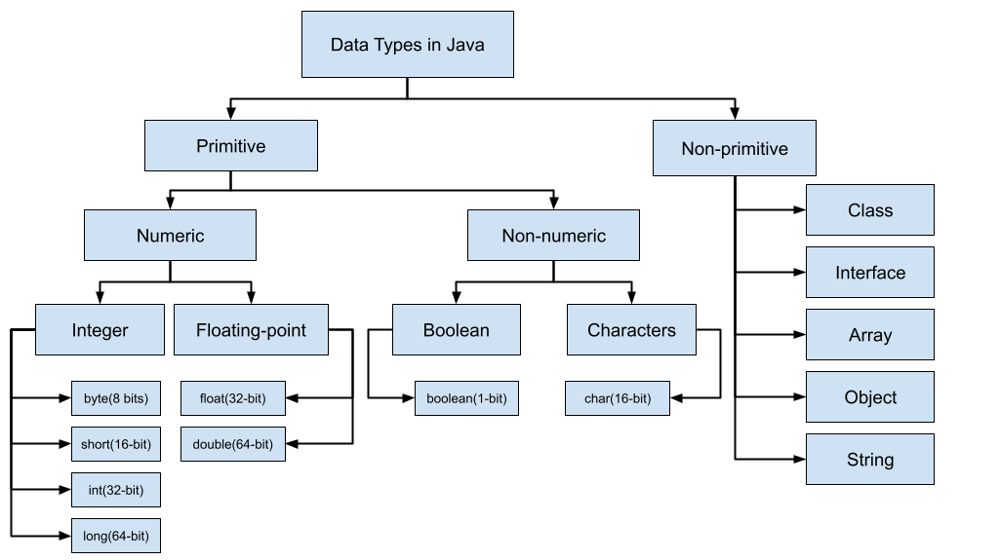 Data Types in Java
Primitive
Non-primitive
Numeric
Non-numeric
Class
Interface
Array
Object
String
Integer
Floating-point
Boolean
Characters
byte(8 bits)
float(32-bit)
boolean(1-bit)
char(16-bit)
short(16-bit)
double(64-bit)
int(32-bit)
long(64-bit)